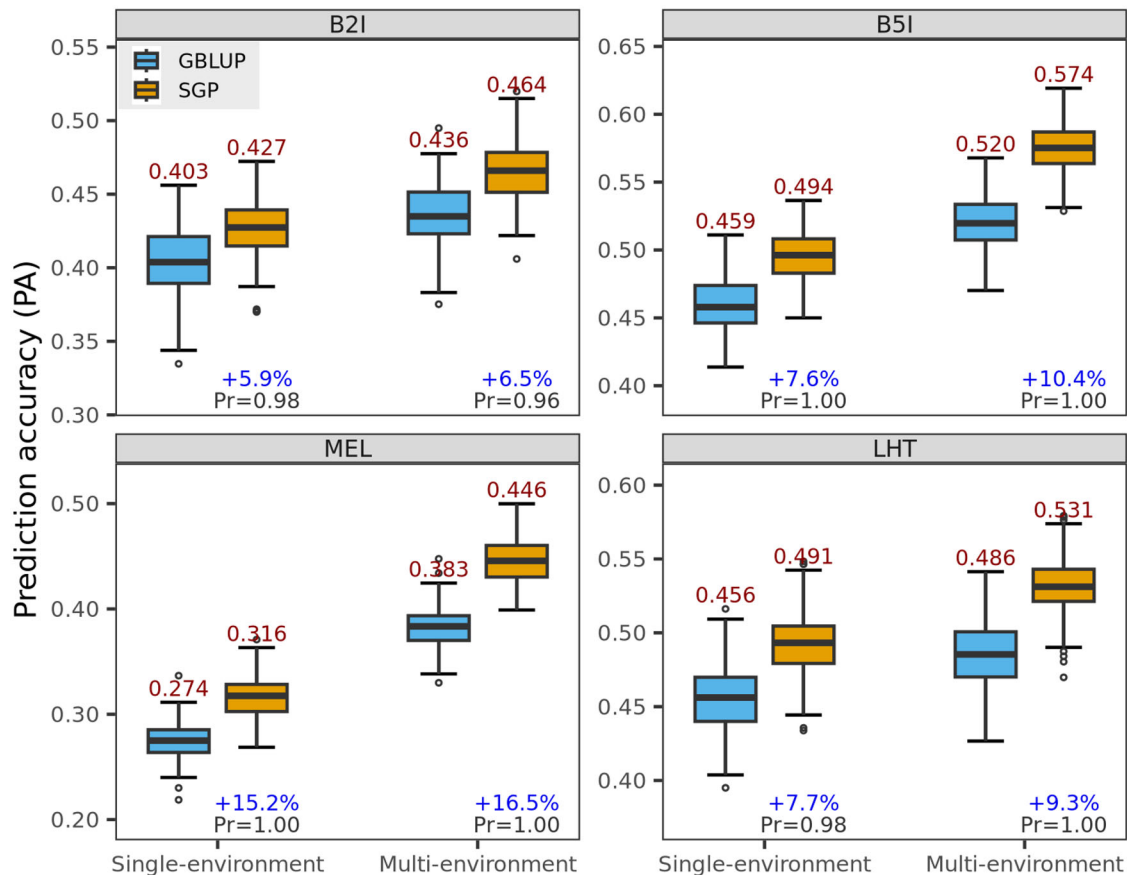 B2I
0.55
0.50
0.45
0.40
0.35
0.30
GBLUP
SGP
0.403
0.427
0.436
0.464
+5.9%
Pr=0.98
+6.5%
Pr=0.96
B5I
0.65
0.60
0.55
0.50
0.45
0.40
0.459
0.494
0.520
0.574
+7.6%
Pr=1.00
+10.4%
Pr=1.00
Prediction accuracy (PA)
MEL
0.50
0.40
0.30
0.20
0.274
0.316
0.383
0.446
+15.2%
Pr=1.00
+16.5%
Pr=1.00
Single-environment
Multi-environment
LHT
0.60
0.55
0.50
0.45
0.40
0.456
0.491
0.486
0.531
+7.7%
Pr=0.98
+9.3%
Pr=1.00
Single-environment
Multi-environment